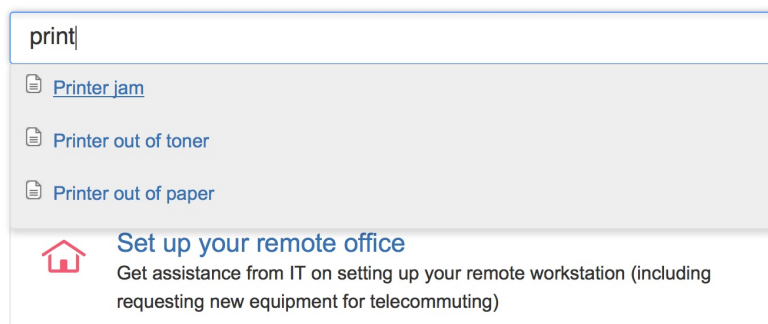 print
Printer jam
Printer out of toner
Printer out of paper
Set up your remote office
Get assistance from IT on setting up your remote workstation (including
requesting new equipment for telecommuting)